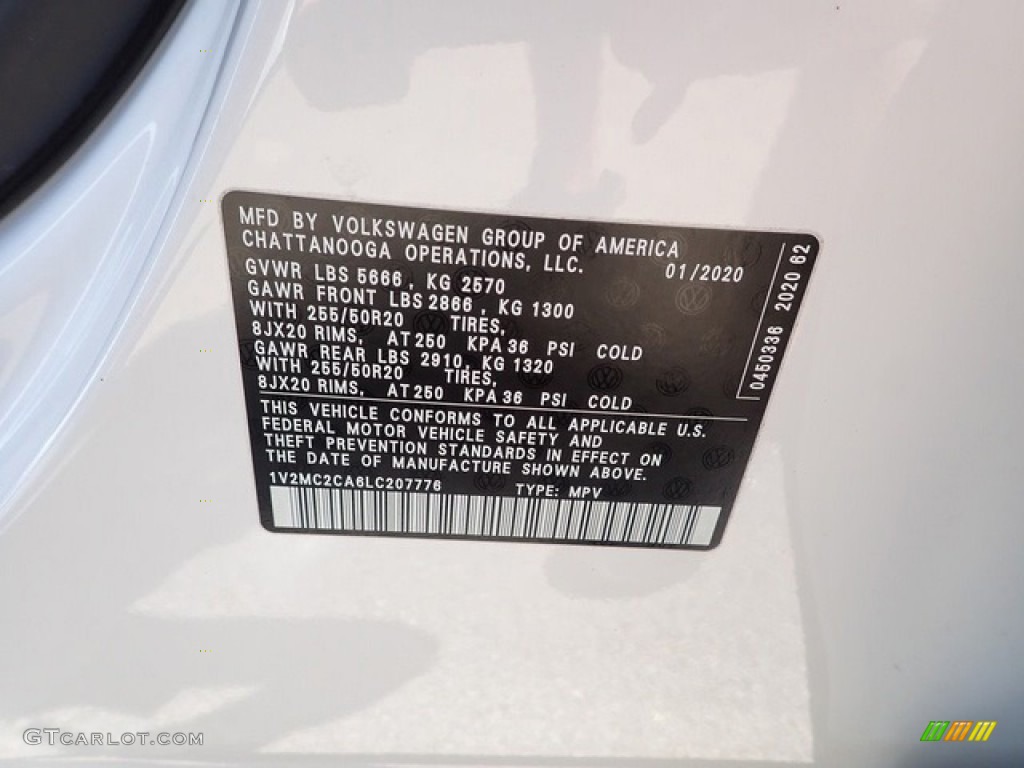 MFD BY VOLKSWAGEN GROUP OF AMERICA
CHATTANOOGA OPERATIONS, LLC. 01/2020
GVWR LBS 5666 , KG 2570
GAWR FRONT LBS 2866 , KG 1300
WITH 255/50R20 TIRES,
8JX20 RIMS, AT 250 KPA 36 PSI COLD
GAWR REAR LBS 2910, KG 1320
WITH 255/50R20 TIRES,
8JX20 RIMS, AT 250 KPA 36 PSI COLD
THIS VEHICLE CONFORMS TO ALL APPLICABLE U.S.
FEDERAL MOTOR VEHICLE SAFETY AND
THEFT PREVENTION STANDARDS IN EFFECT ON
THE DATE OF MANUFACTURE SHOWN ABOVE.
1V2MC2CA6LC207776 TYPE: MPV
0450336 2020 62
GTcarlot.com